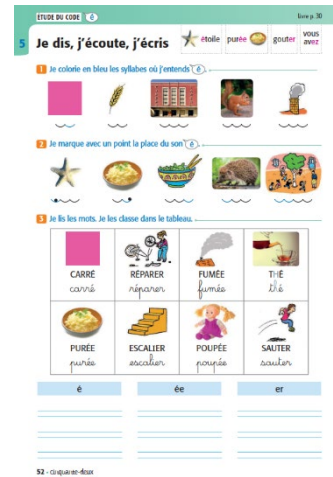 ETUDE DU CODE é
livre p. 30
5 Je dis, j'écoute, j'écris
étoile purée gouter vous avez
1 Je colorie en bleu les syllabes où j'entends é.
2 Je marque avec un point la place du son é.
3 Je lis les mots. Je les classe dans le tableau.
CARRÉ RÉPARER FUMÉE THÉ
carré réparer fumée thé
PURÉE ESCALIER POUPÉE SAUTER
purée escalier poupée sauter
é ée er
52 - cinquante-deux